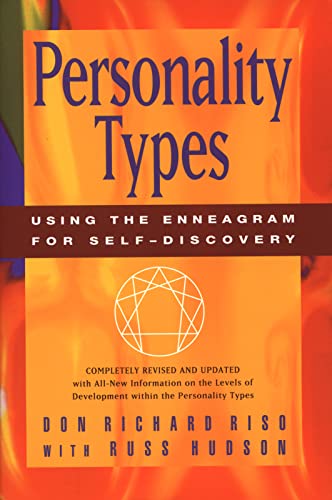 Personality
Types
USING THE ENNEAGRAM
FOR SELF-DISCOVERY
COMPLETELY REVISED AND UPDATED
with All-New Information on the Levels of
Development within the Personality Types
DON RICHARD RISO
WITH RUSS HUDSON